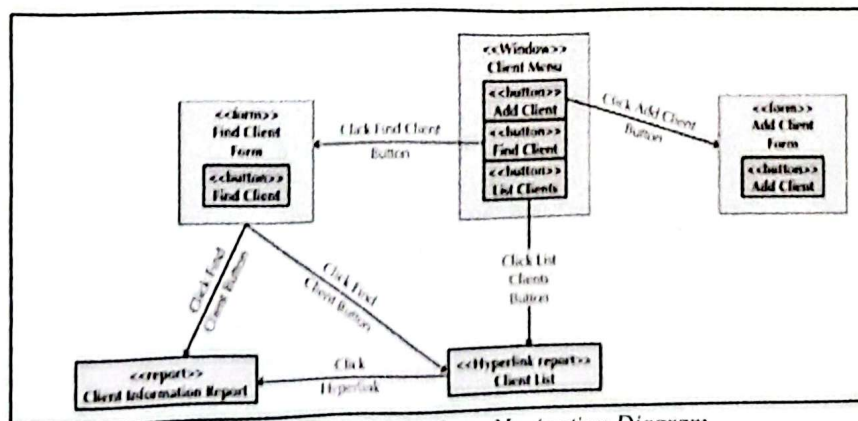 <<Window>>
Client Menu
<<button>>
Add Client
<<button>>
Find Client
<<button>>
List Clients
<<form>>
Find Client
Form
<<button>>
Find Client
Click Find Client
Button
Click Add Client
Button
<<form>>
Add Client
Form
<<button>>
Add Client
Click Find
Client Button
Click Find
Client Button
Click List
Clients
Button
<<report>>
Client Information Report
Click
Hyperlink
<<Hyperlink report>>
Client List
Diagram